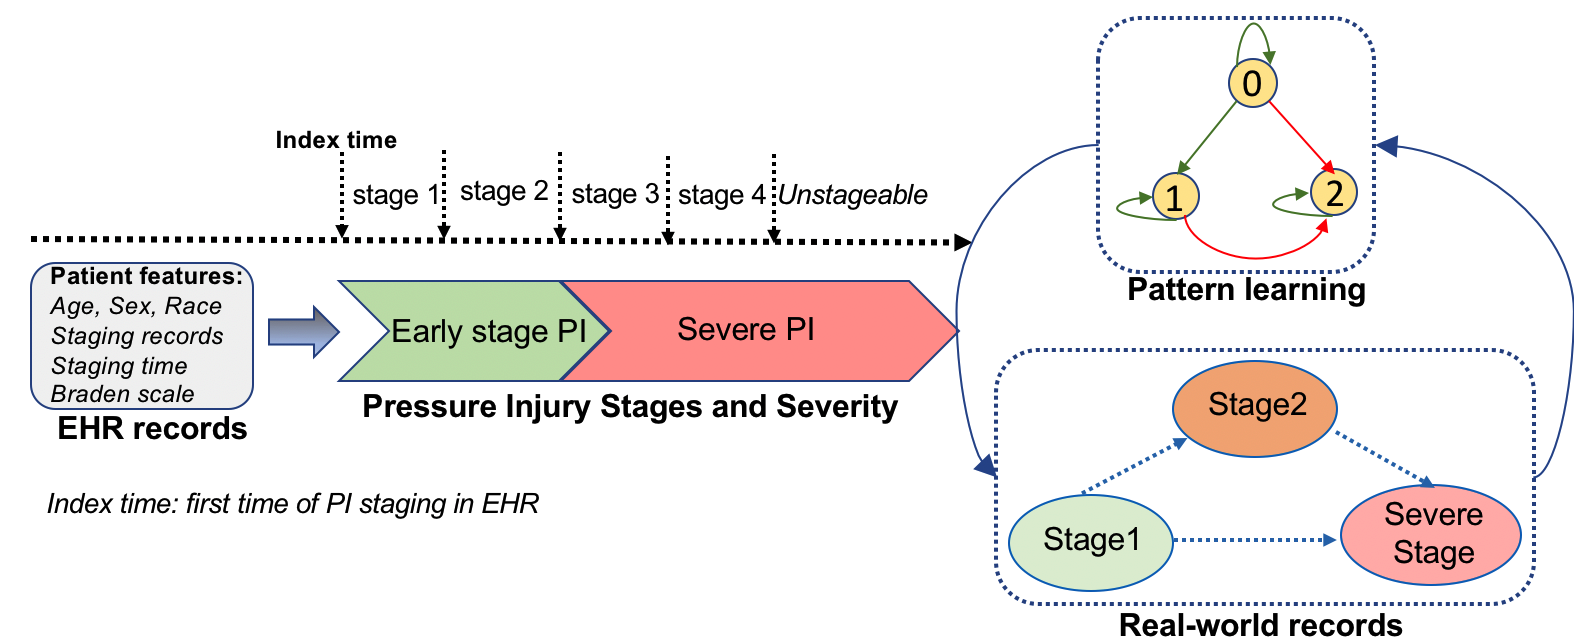 Index time
stage 1
stage 2
stage 3
stage 4
Unstageable
Patient features:
Age, Sex, Race
Staging records
Staging time
Braden scale
EHR records
Early stage PI
Severe PI
Pressure Injury Stages and Severity
Index time: first time of PI staging in EHR
0
1
2
Pattern learning
Stage2
Stage1
Severe
Stage
Real-world records